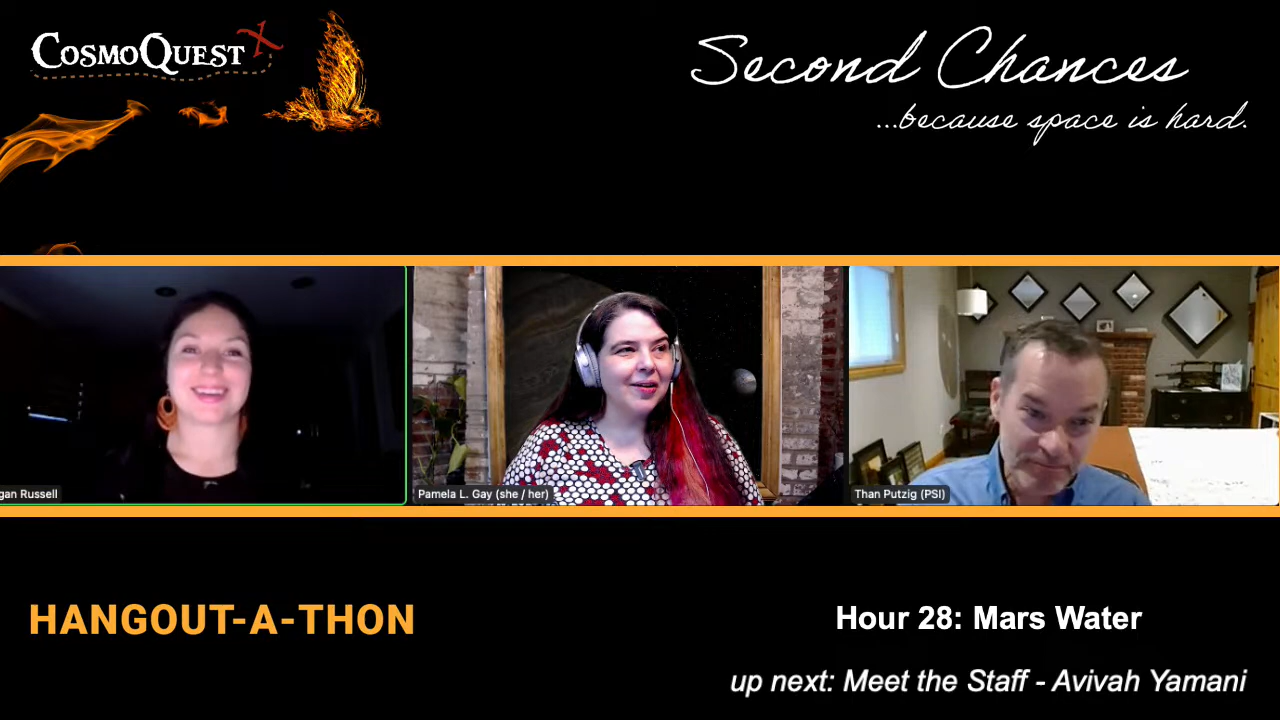 CosmoQuest X
Second Chances
...because space is hard.
gan Russell
Pamela L. Gay (she / her)
Than Putzig (PSI)
HANGOUT-A-THON
Hour 28: Mars Water
up next: Meet the Staff - Avivah Yamani